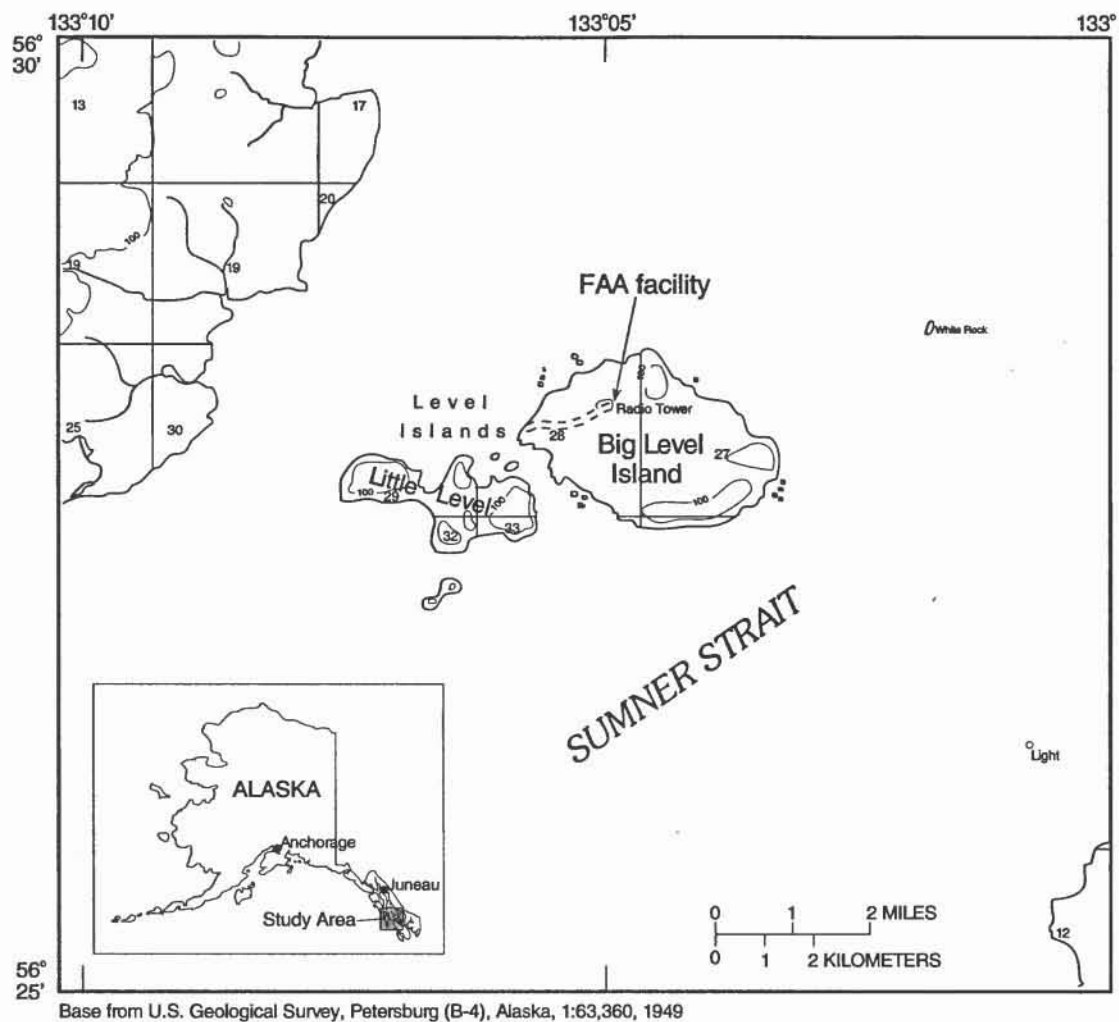 133°10'
133°05'
133°
56°
30'
13
17
20
100
19
19
FAA facility
White Rock
100
Radio Tower
Level
Islands
25
30
28
Big Level
Island
27
Little Level
100
29
100
100
32
33
SUMNER STRAIT
Light
ALASKA
Anchorage
Juneau
Study Area
0 1 2 MILES
0 1 2 KILOMETERS
12
56°
25'
Base from U.S. Geological Survey, Petersburg (B-4), Alaska, 1:63,360, 1949